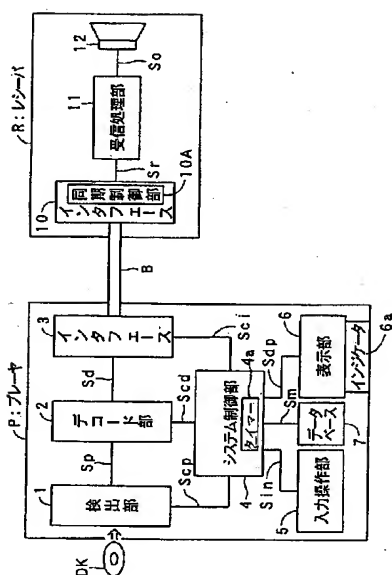 P：プレーヤ
DK
1
検出部
Sp
2
デコード部
Sd
3
インタフェース
Scp
Scd
Sci
システム制御部
タイマー
4a
4
Sin
Sm
Sdp
5
入力操作部
データベース
7
6
表示部
インジケータ
6a
B
R：レシーバ
10
インタフェース
同期制御部
10A
Sr
11
受信処理部
So
12